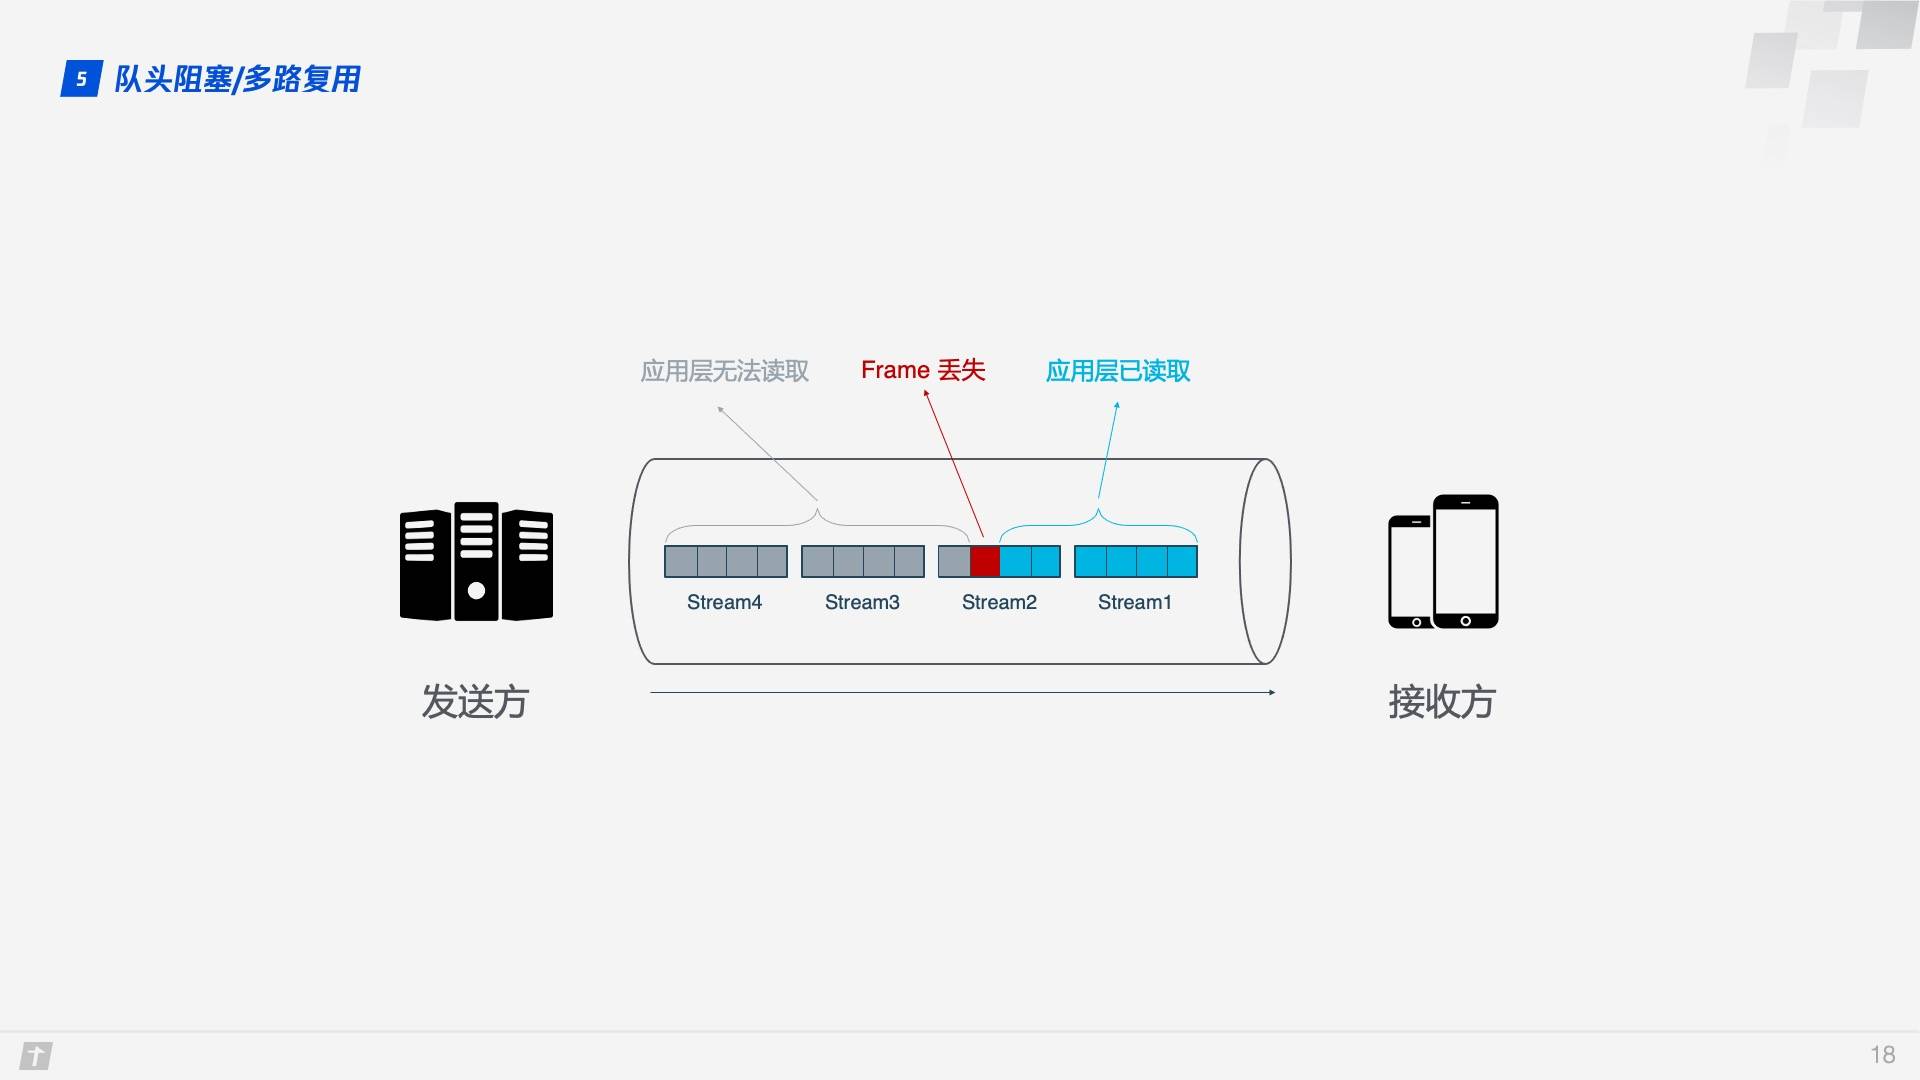 5 队头阻塞/多路复用
应用层无法读取
Frame 丢失
应用层已读取
Stream4
Stream3
Stream2
Stream1
发送方
接收方
18